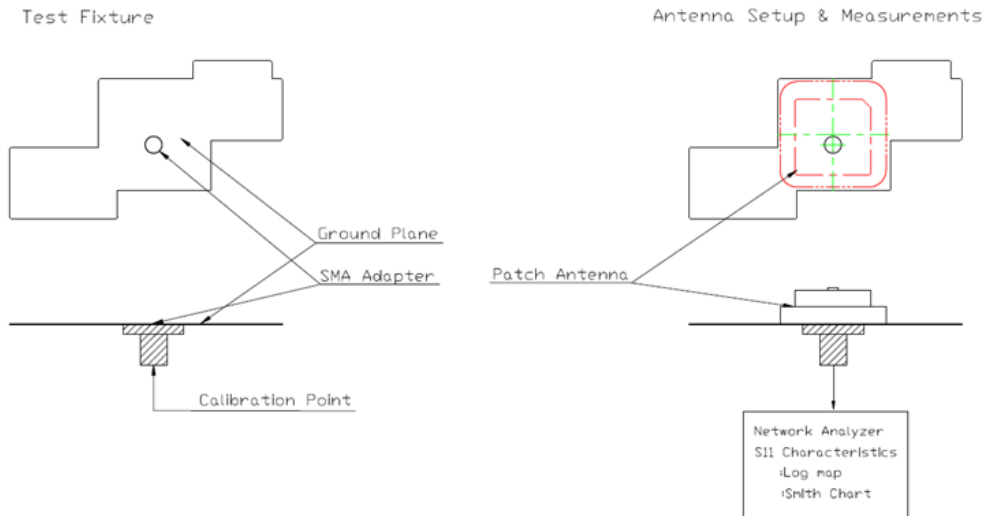 Test Fixture
Antenna Setup & Measurements
Ground Plane
SMA Adapter
Patch Antenna
Calibration Point
Network Analyzer
S11 Characteristics
:Log map
:Smith Chart